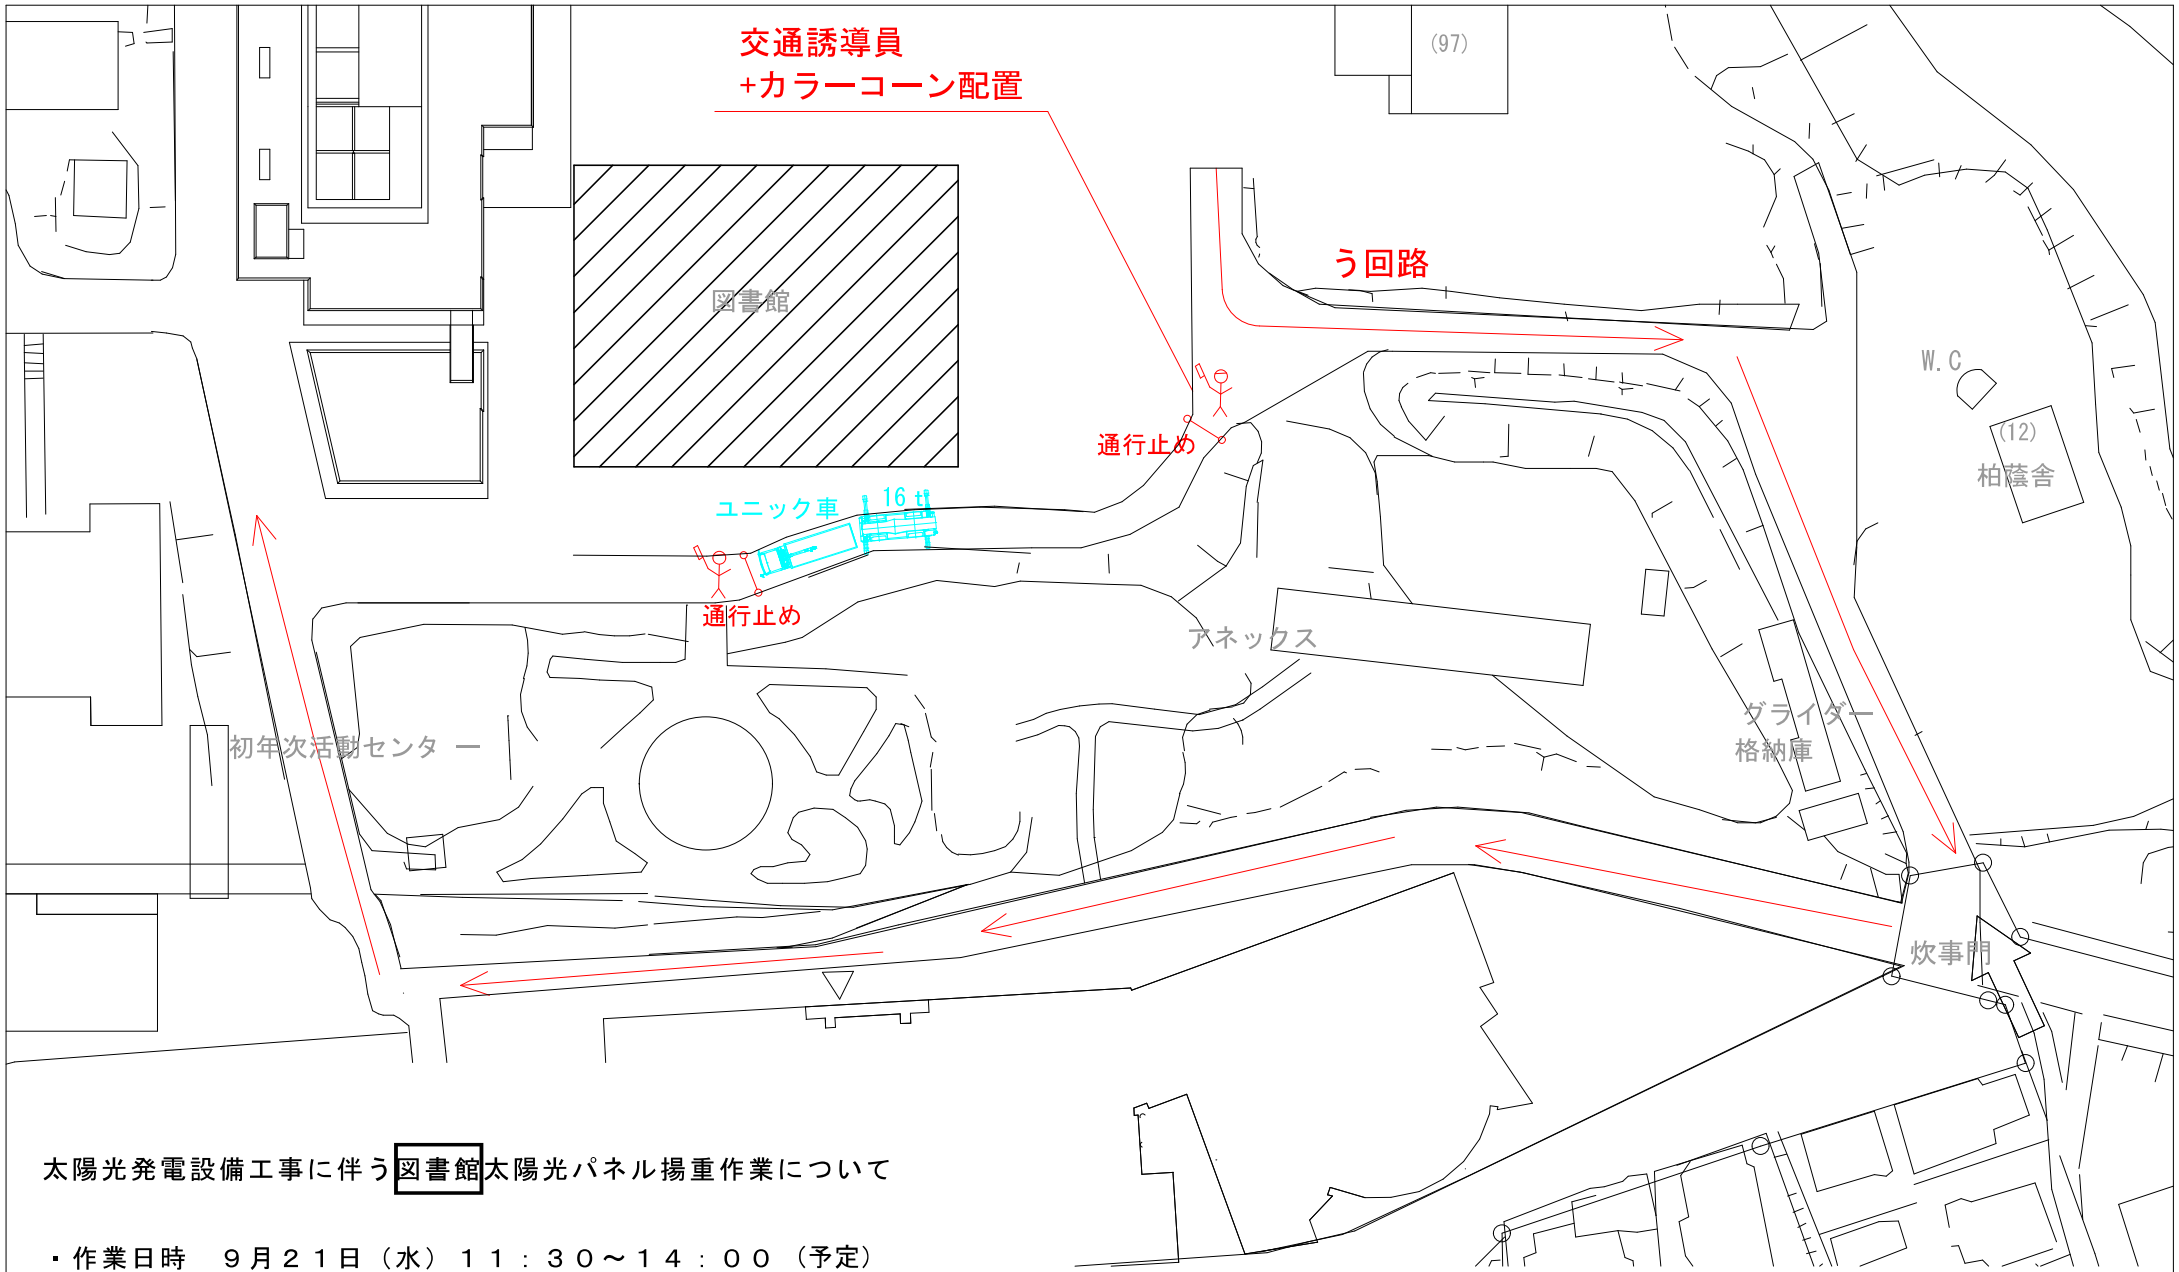 交通誘導員
+カラーコーン配置
(97)
う回路
図書館
W.C
(12)
柏蔭舎
通行止め
ユニック車
16 t
通行止め
アネックス
グライダー
格納庫
初年次活動センター
炊事門
太陽光発電設備工事に伴う図書館太陽光パネル揚重作業について
・作業日時　９月２１日（水）１１：３０～１４：００（予定）